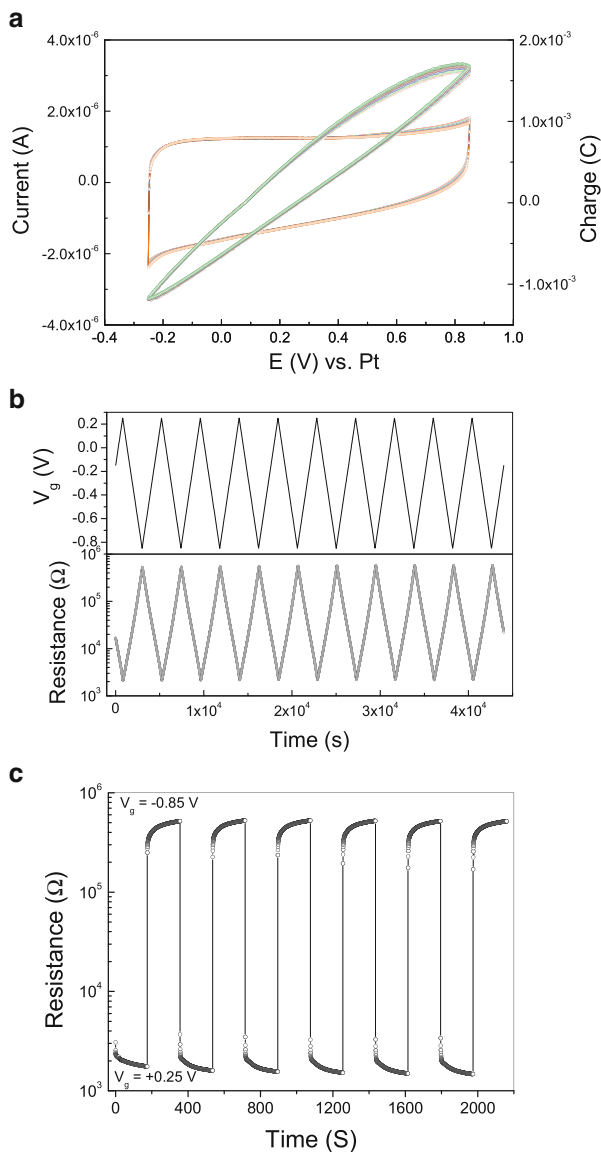 a
4.0x10⁻⁶
2.0x10⁻⁶
0.0
-2.0x10⁻⁶
-4.0x10⁻⁶
Current (A)
2.0x10⁻³
1.0x10⁻³
0.0
-1.0x10⁻³
Charge (C)
-0.4 -0.2 0.0 0.2 0.4 0.6 0.8 1.0
E (V) vs. Pt
b
0.2
0.0
-0.2
-0.4
-0.6
-0.8
V_g (V)
10⁶
10⁵
10⁴
10³
Resistance (Ω)
0 1x10⁴ 2x10⁴ 3x10⁴ 4x10⁴
Time (s)
c
10⁶
10⁵
10⁴
10³
Resistance (Ω)
V_g = -0.85 V
V_g = +0.25 V
0 400 800 1200 1600 2000
Time (S)